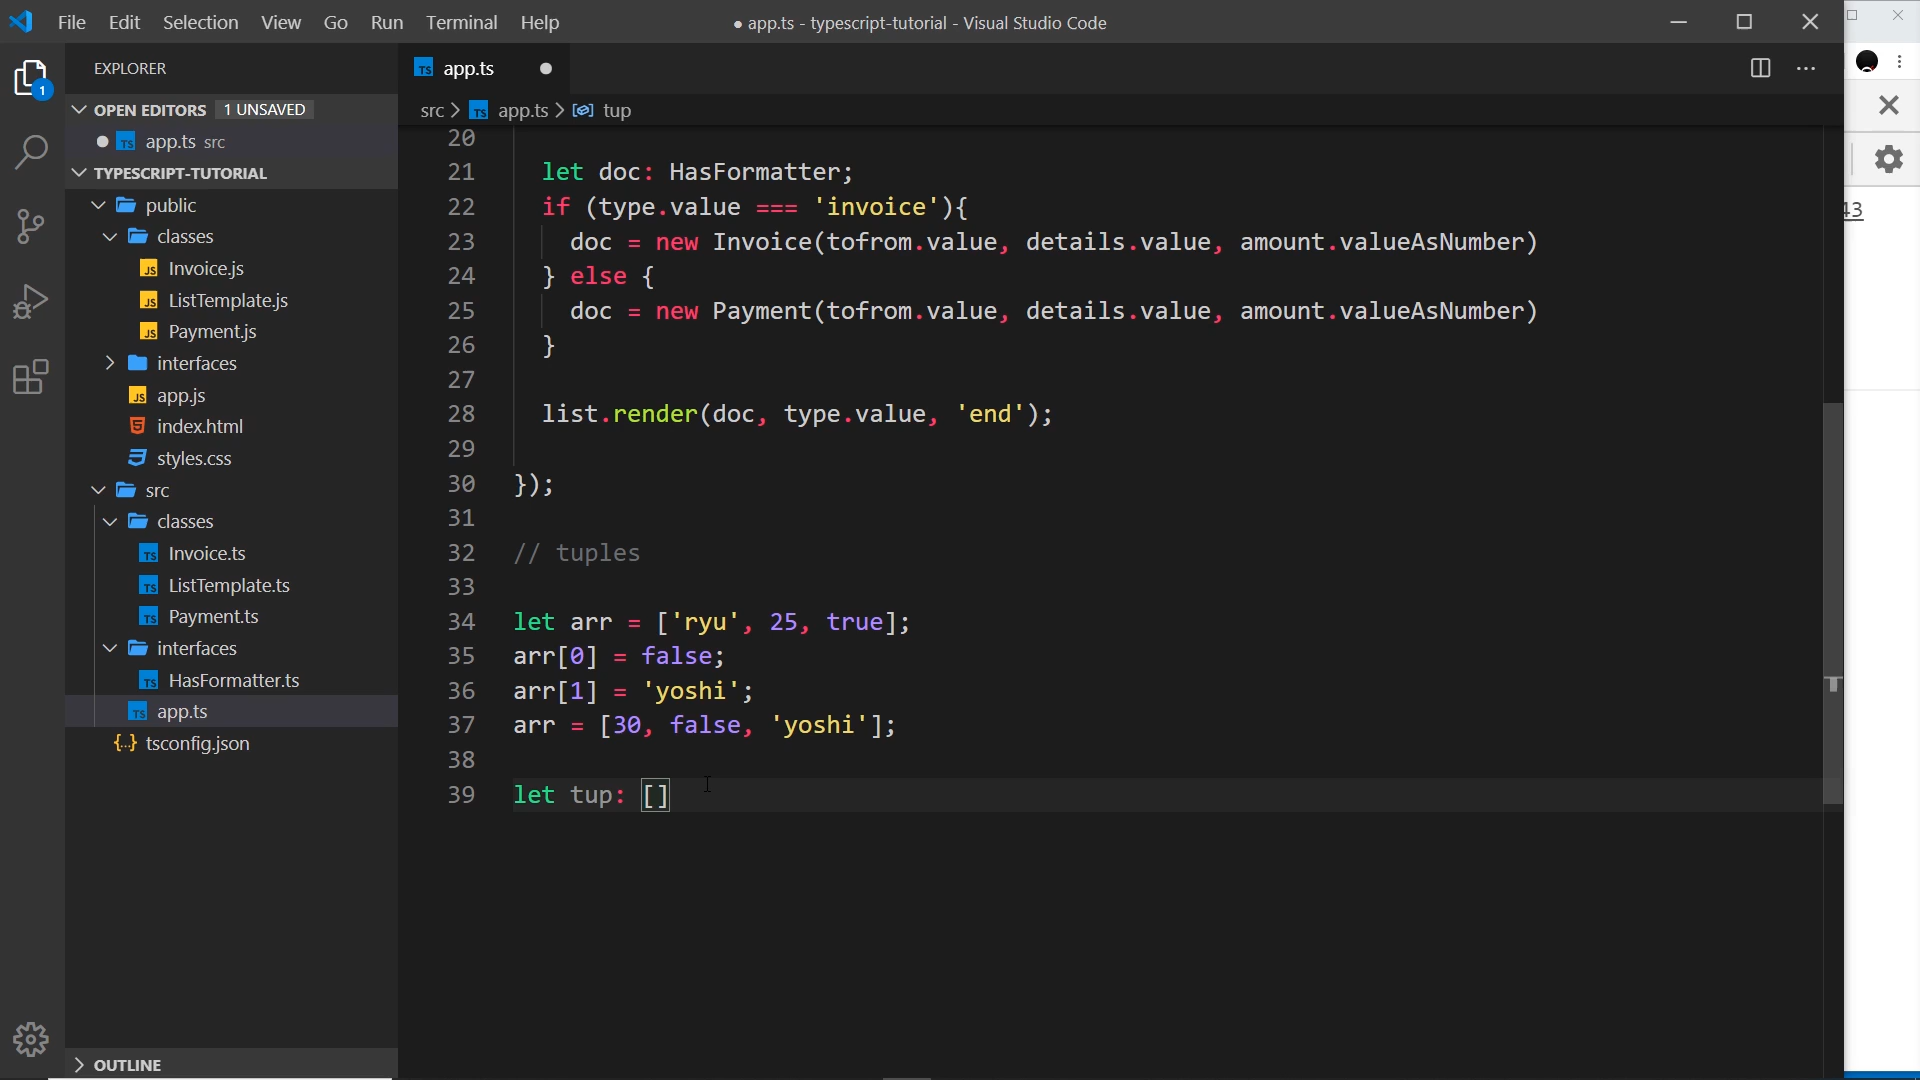 File Edit Selection View Go Run Terminal Help
● app.ts - typescript-tutorial - Visual Studio Code
EXPLORER
OPEN EDITORS 1 UNSAVED
app.ts src
TYPESCRIPT-TUTORIAL
public
classes
Invoice.js
ListTemplate.js
Payment.js
interfaces
app.js
index.html
styles.css
src
classes
Invoice.ts
ListTemplate.ts
Payment.ts
interfaces
HasFormatter.ts
app.ts
tsconfig.json
OUTLINE
1
app.ts
src > app.ts > tup
20
21 let doc: HasFormatter;
22 if (type.value === 'invoice'){
23 doc = new Invoice(tofrom.value, details.value, amount.valueAsNumber)
24 } else {
25 doc = new Payment(tofrom.value, details.value, amount.valueAsNumber)
26 }
27
28 list.render(doc, type.value, 'end');
29
30 });
31
32 // tuples
33
34 let arr = ['ryu', 25, true];
35 arr[0] = false;
36 arr[1] = 'yoshi';
37 arr = [30, false, 'yoshi'];
38
39 let tup: []
43